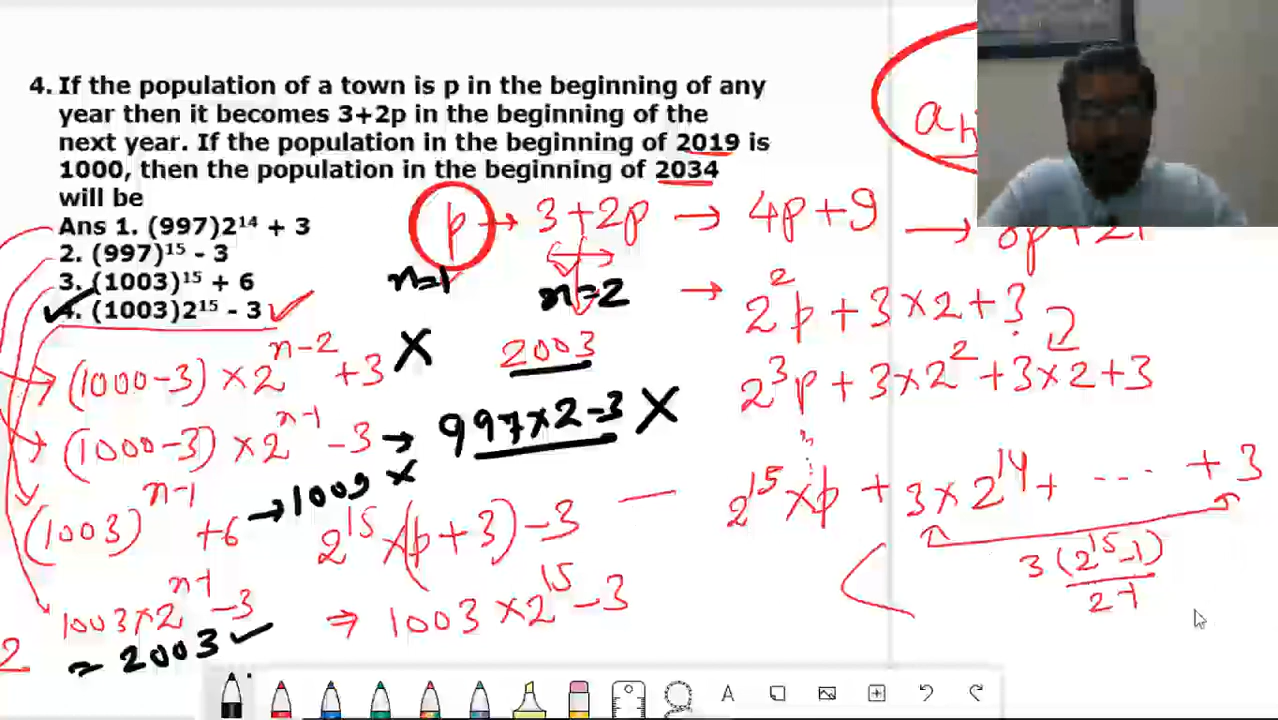 4. If the population of a town is p in the beginning of any
year then it becomes 3+2p in the beginning of the
next year. If the population in the beginning of 2019 is
1000, then the population in the beginning of 2034
will be
Ans 1. (997)2¹⁴ + 3
2. (997)¹⁵ - 3
3. (1003)¹⁵ + 6
4. (1003)2¹⁵ - 3
p → 3+2p → 4p+9 →
n=1
n=2
2003
→ 2²p + 3×2 + 3
2³p + 3×2² + 3×2 + 3
2¹⁵×p + 3×2¹⁴ + ... + 3
3(2¹⁵-1)
2-1
(1000-3) × 2ⁿ⁻² + 3 X
(1000-3) × 2ⁿ⁻¹ - 3 → 997×2-3 X
(1003)ⁿ⁻¹ + 6 → 1009 X
1003×2ⁿ⁻¹ - 3
= 2003 ✓
2¹⁵×(p+3) - 3
⇒ 1003×2¹⁵ - 3
2
A